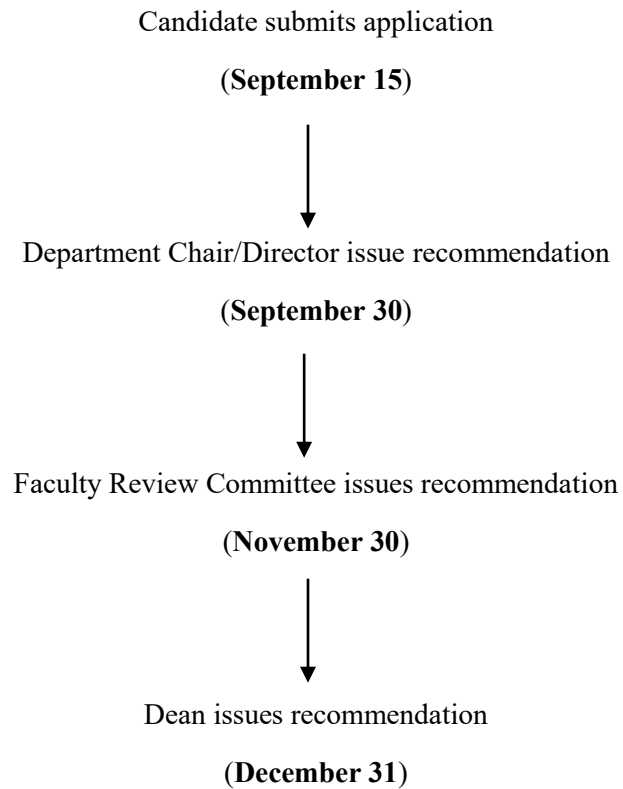 Candidate submits application
(September 15)
Department Chair/Director issue recommendation
(September 30)
Faculty Review Committee issues recommendation
(November 30)
Dean issues recommendation
(December 31)